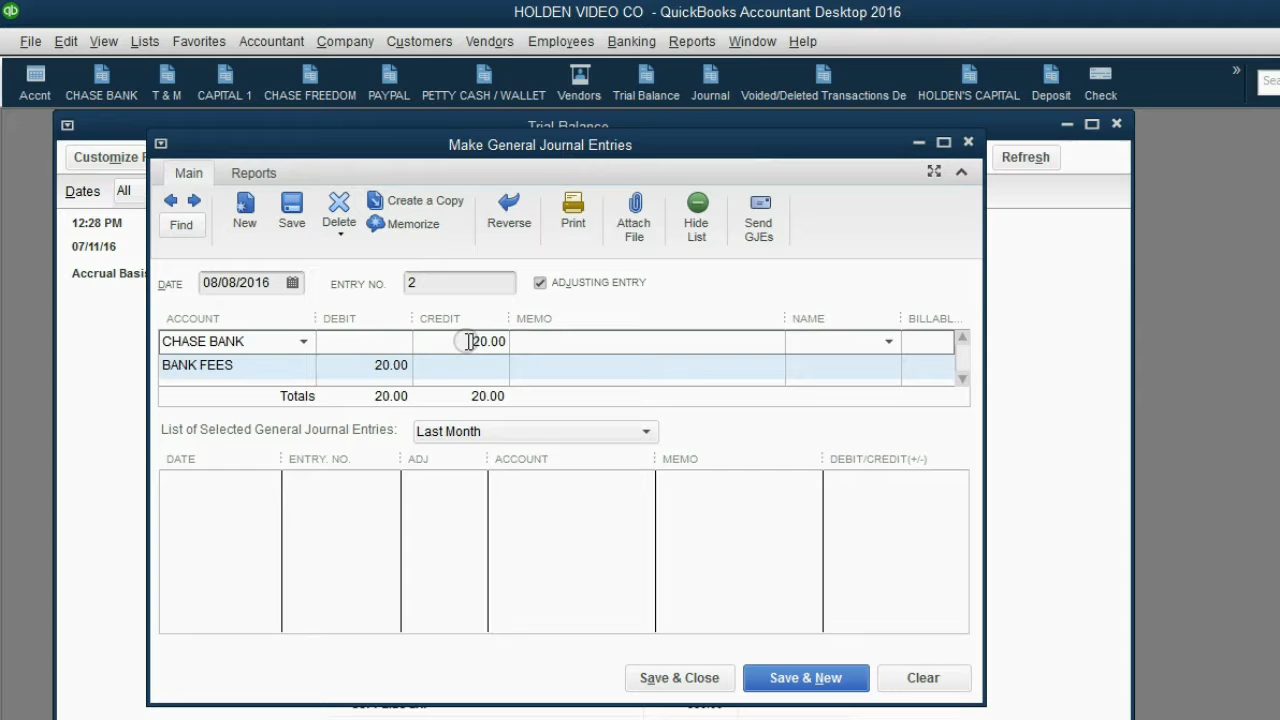 HOLDEN VIDEO CO - QuickBooks Accountant Desktop 2016
File Edit View Lists Favorites Accountant Company Customers Vendors Employees Banking Reports Window Help
Accnt CHASE BANK T & M CAPITAL 1 CHASE FREEDOM PAYPAL PETTY CASH / WALLET Vendors Trial Balance Journal Voided/Deleted Transactions De HOLDEN'S CAPITAL Deposit Check
Trial Balance
Make General Journal Entries
Customize Refresh
Main Reports
Dates All
Find New Save Delete Create a Copy Memorize Reverse Print Attach File Hide List Send GJEs
12:28 PM
07/11/16
Accrual Basis
DATE 08/08/2016 ENTRY NO. 2 ADJUSTING ENTRY
ACCOUNT DEBIT CREDIT MEMO NAME BILLABL...
CHASE BANK 20.00
BANK FEES 20.00
Totals 20.00 20.00
List of Selected General Journal Entries: Last Month
DATE ENTRY. NO. ADJ ACCOUNT MEMO DEBIT/CREDIT(+/-)
Save & Close Save & New Clear